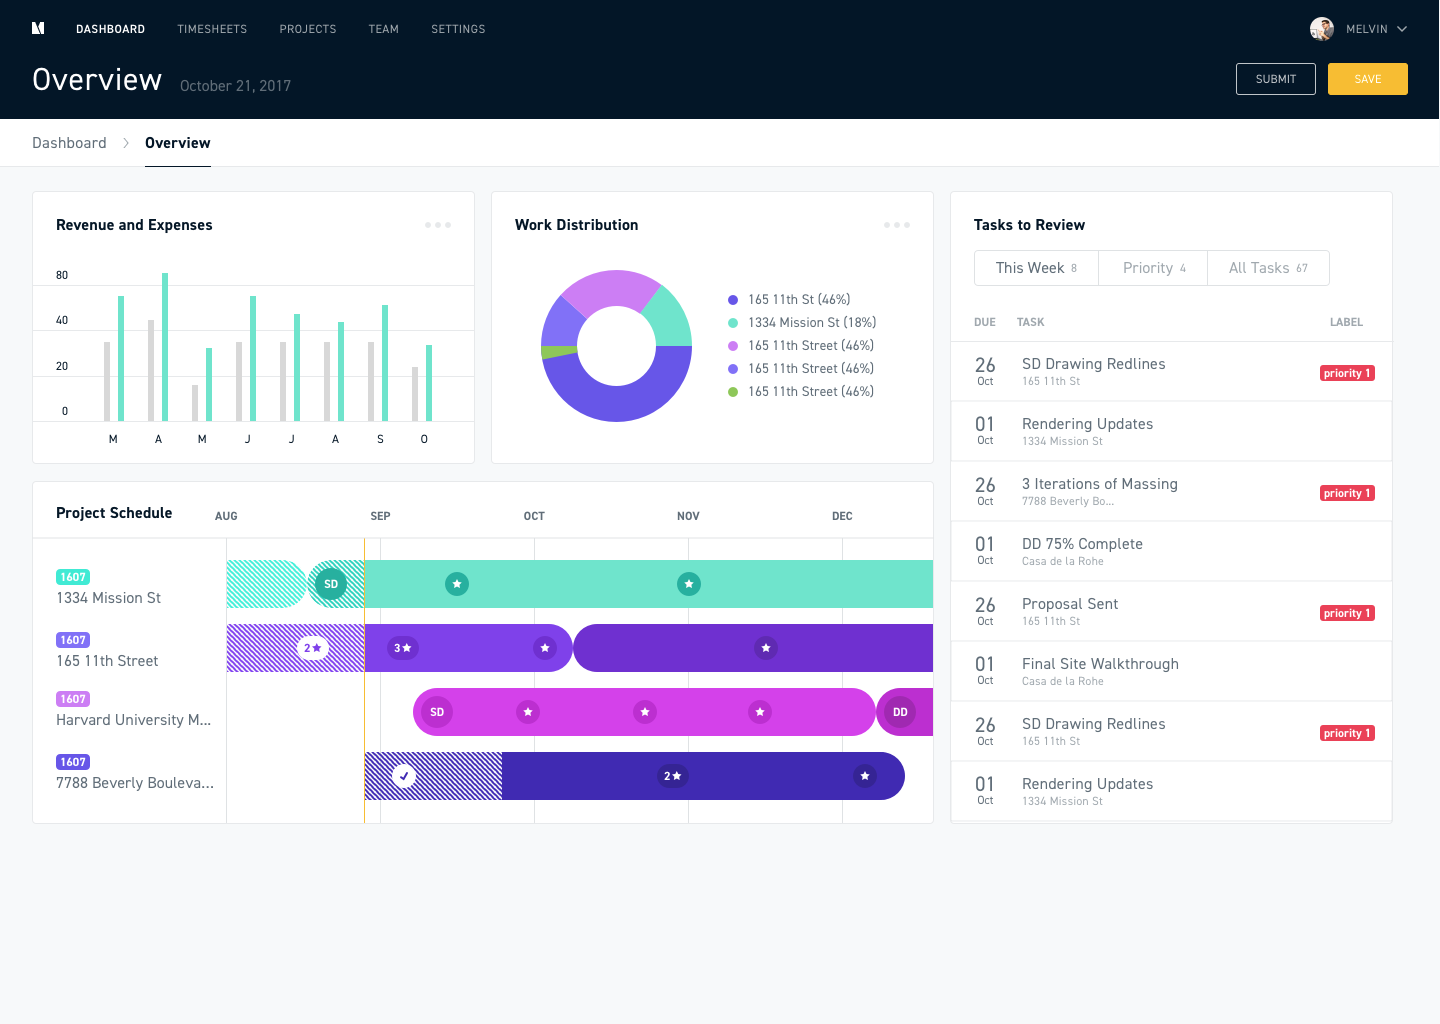 DASHBOARD TIMESHEETS PROJECTS TEAM SETTINGS MELVIN
Overview October 21, 2017 SUBMIT SAVE
Dashboard Overview
Revenue and Expenses
80
40
20
0
M A M J J A S O
Work Distribution
165 11th St (46%)
1334 Mission St (18%)
165 11th Street (46%)
165 11th Street (46%)
165 11th Street (46%)
Project Schedule AUG SEP OCT NOV DEC
1607
1334 Mission St
SD
1607
165 11th Street
2 3
1607
Harvard University M...
SD DD
1607
7788 Beverly Bouleva...
2
Tasks to Review
This Week 8 Priority 4 All Tasks 67
DUE TASK LABEL
26 SD Drawing Redlines
Oct 165 11th St
priority 1
01 Rendering Updates
Oct 1334 Mission St
26 3 Iterations of Massing
Oct 7788 Beverly Bo...
priority 1
01 DD 75% Complete
Oct Casa de la Rohe
26 Proposal Sent
Oct 165 11th St
priority 1
01 Final Site Walkthrough
Oct Casa de la Rohe
26 SD Drawing Redlines
Oct 165 11th St
priority 1
01 Rendering Updates
Oct 1334 Mission St